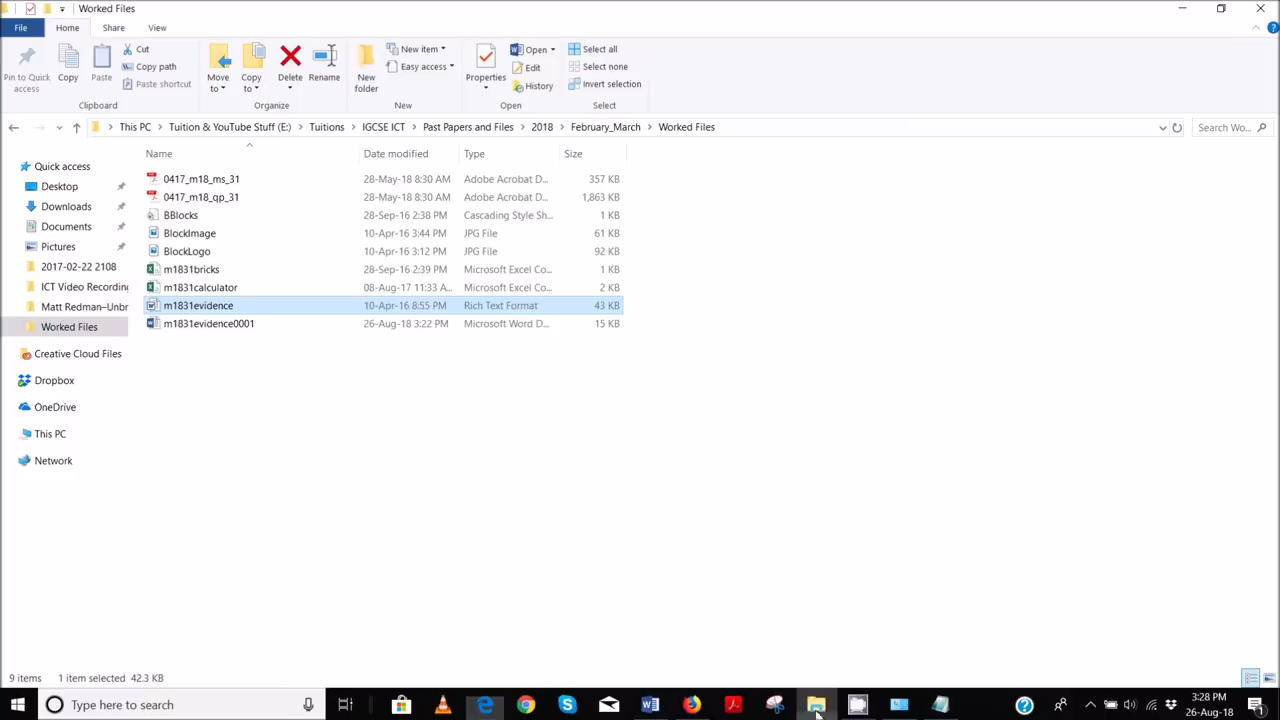 Worked Files
File Home Share View
Pin to Quick access
Copy
Paste
Cut
Copy path
Paste shortcut
Clipboard
Move to
Copy to
Delete
Rename
Organize
New folder
New item
Easy access
New
Properties
Open
Edit
History
Open
Select all
Select none
Invert selection
Select
This PC > Tuition & YouTube Stuff (E:) > Tuitions > IGCSE ICT > Past Papers and Files > 2018 > February_March > Worked Files
Search Wo...
Quick access
Desktop
Downloads
Documents
Pictures
2017-02-22 2108
ICT Video Recording
Matt Redman–Unbr
Worked Files
Creative Cloud Files
Dropbox
OneDrive
This PC
Network
Name Date modified Type Size
0417_m18_ms_31 28-May-18 8:30 AM Adobe Acrobat D... 357 KB
0417_m18_qp_31 28-May-18 8:30 AM Adobe Acrobat D... 1,863 KB
BBlocks 28-Sep-16 2:38 PM Cascading Style Sh... 1 KB
BlockImage 10-Apr-16 3:44 PM JPG File 61 KB
BlockLogo 10-Apr-16 3:12 PM JPG File 92 KB
m1831bricks 28-Sep-16 2:39 PM Microsoft Excel Co... 1 KB
m1831calculator 08-Aug-17 11:33 A... Microsoft Excel Co... 2 KB
m1831evidence 10-Apr-16 8:55 PM Rich Text Format 43 KB
m1831evidence0001 26-Aug-18 3:22 PM Microsoft Word D... 15 KB
9 items 1 item selected 42.3 KB
Type here to search
3:28 PM
26-Aug-18